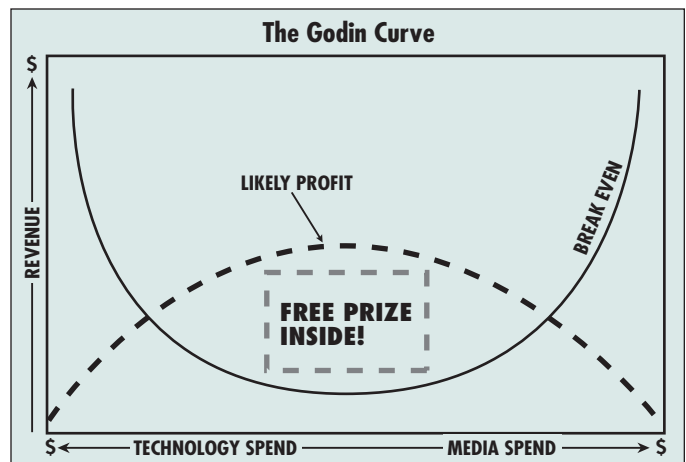 The Godin Curve
$
REVENUE
LIKELY PROFIT
BREAK EVEN
FREE PRIZE
INSIDE!
$ TECHNOLOGY SPEND MEDIA SPEND $